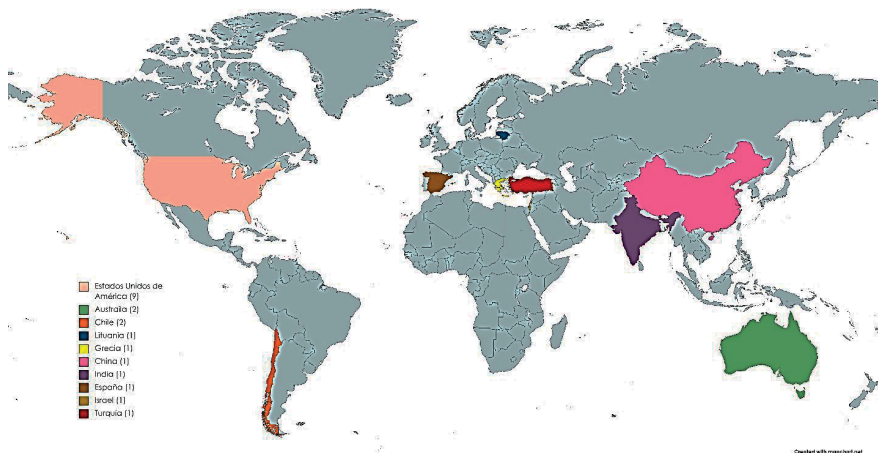 Estados Unidos de
América (9)
Austraila (2)
Chile (2)
Lituania (1)
Grecia (1)
China (1)
India (1)
España (1)
Israel (1)
Turquía (1)
Created with mapchart.net